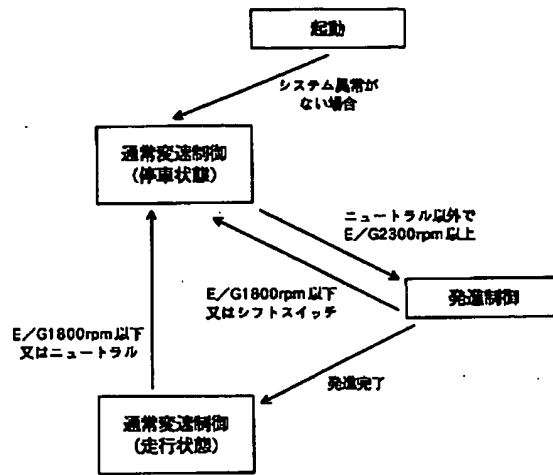 起動
システム異常が
ない場合
通常変速制御
(停車状態)
ニュートラル以外で
E/G2300rpm以上
E/G1800rpm以下
又はシフトスイッチ
発進制御
E/G1800rpm以下
又はニュートラル
発進完了
通常変速制御
(走行状態)